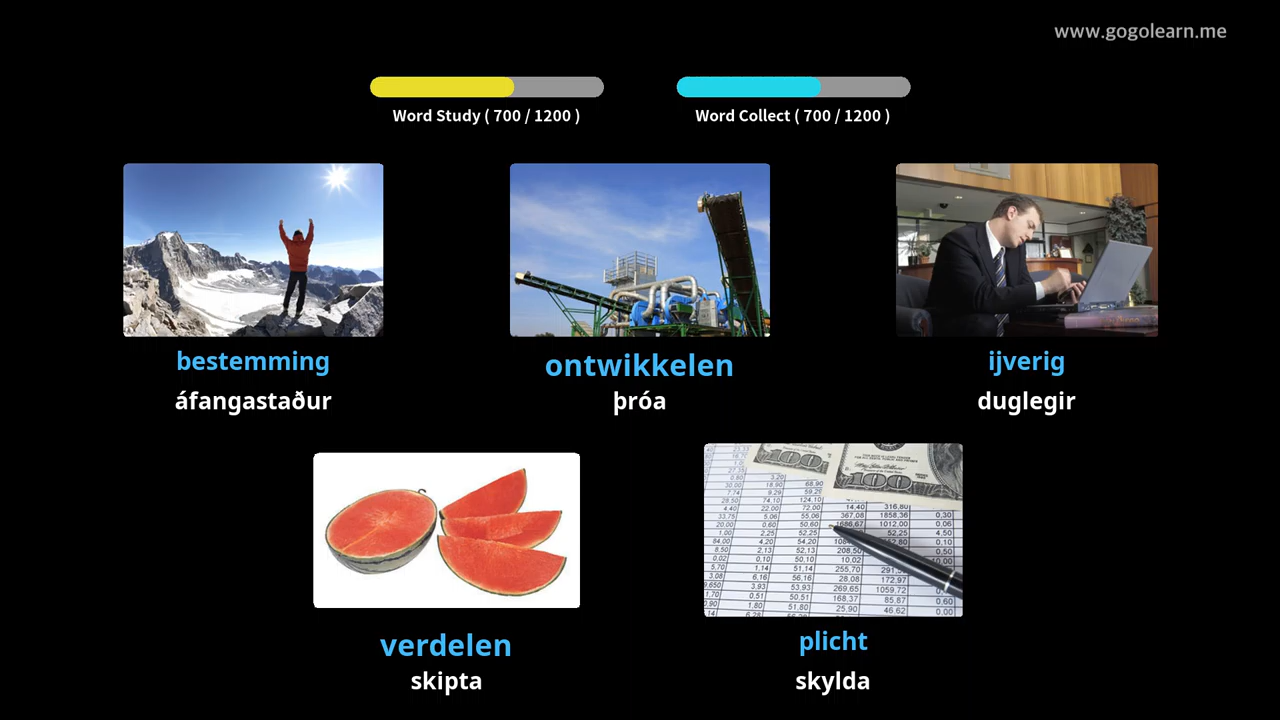 www.gogolearn.me
Word Study ( 700 / 1200 )
Word Collect ( 700 / 1200 )
bestemming
áfangastaður
ontwikkelen
þróa
ijverig
duglegir
verdelen
skipta
plicht
skylda